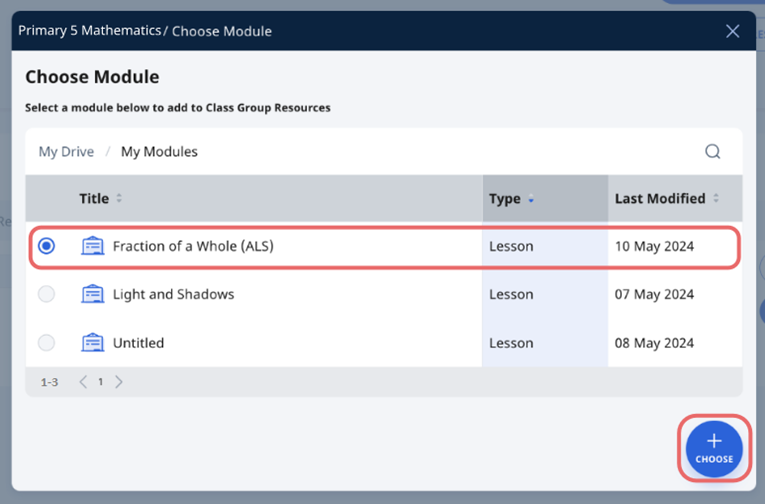 Primary 5 Mathematics/ Choose Module
Choose Module
Select a module below to add to Class Group Resources
My Drive / My Modules
Title Type Last Modified
Fraction of a Whole (ALS) Lesson 10 May 2024
Light and Shadows Lesson 07 May 2024
Untitled Lesson 08 May 2024
1-3 1
CHOOSE